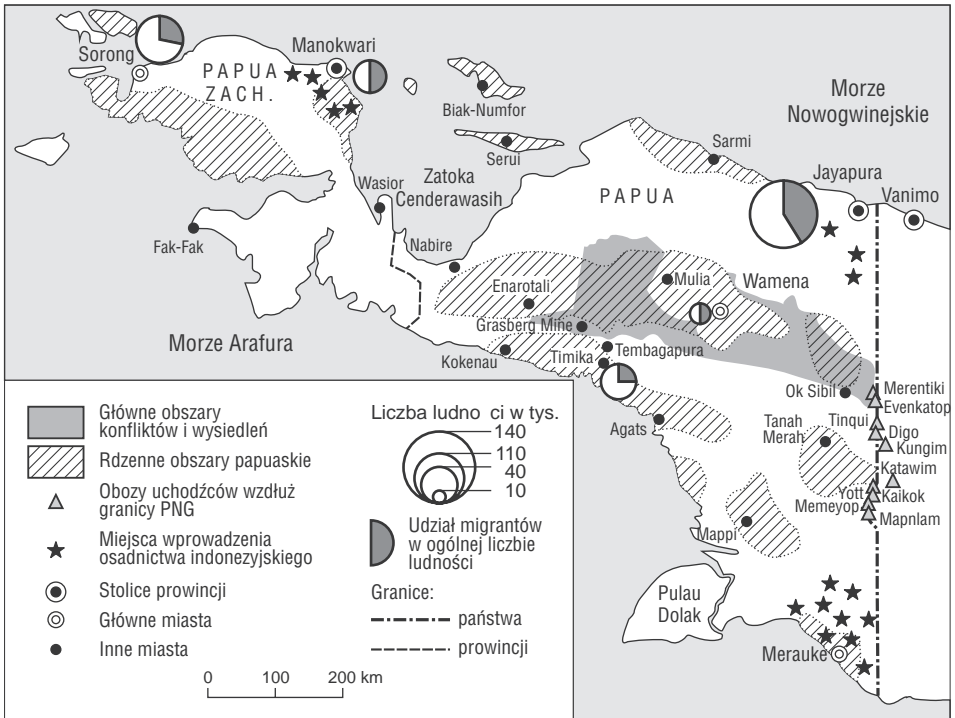 Sorong
Manokwari
PAPUA
ZACH.
Biak-Numfor
Morze
Nowogwinejskie
Serui
Sarmi
Jayapura
Vanimo
Wasior
Zatoka
Cenderawasih
PAPUA
Fak-Fak
Nabire
Enarotali
Mulia
Wamena
Grasberg Mine
Morze Arafura
Kokenau
Timika
Tembagapura
Ok Sibil
Merentiki
Evenkatop
Agats
Tanah
Merah
Tinqui
Digo
Kungim
Katawim
Yott
Kaikok
Memeyop
Mapnlam
Mappi
Pulau
Dolak
Merauke
Główne obszary
konfliktów i wysiedleń
Rdzenne obszary papuaskie
Obozy uchodźców wzdłuż
granicy PNG
Miejsca wprowadzenia
osadnictwa indonezyjskiego
Stolice prowincji
Główne miasta
Inne miasta
0 100 200 km
Liczba ludno ci w tys.
140
110
40
10
Udział migrantów
w ogólnej liczbie
ludności
Granice:
państwa
prowincji